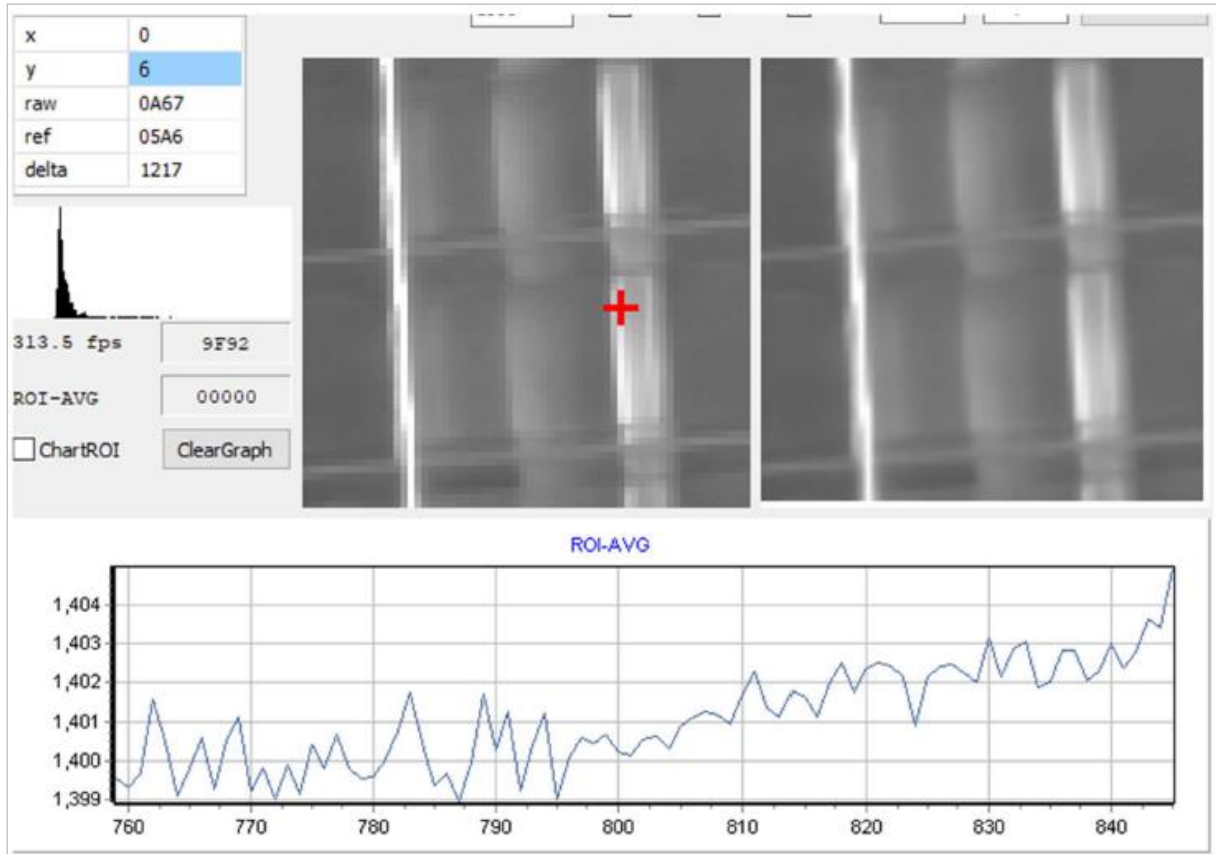 x 0
y 6
raw 0A67
ref 05A6
delta 1217
313.5 fps 9F92
ROI-AVG 00000
ChartROI ClearGraph
ROI-AVG
1,404
1,403
1,402
1,401
1,400
1,399
760 770 780 790 800 810 820 830 840